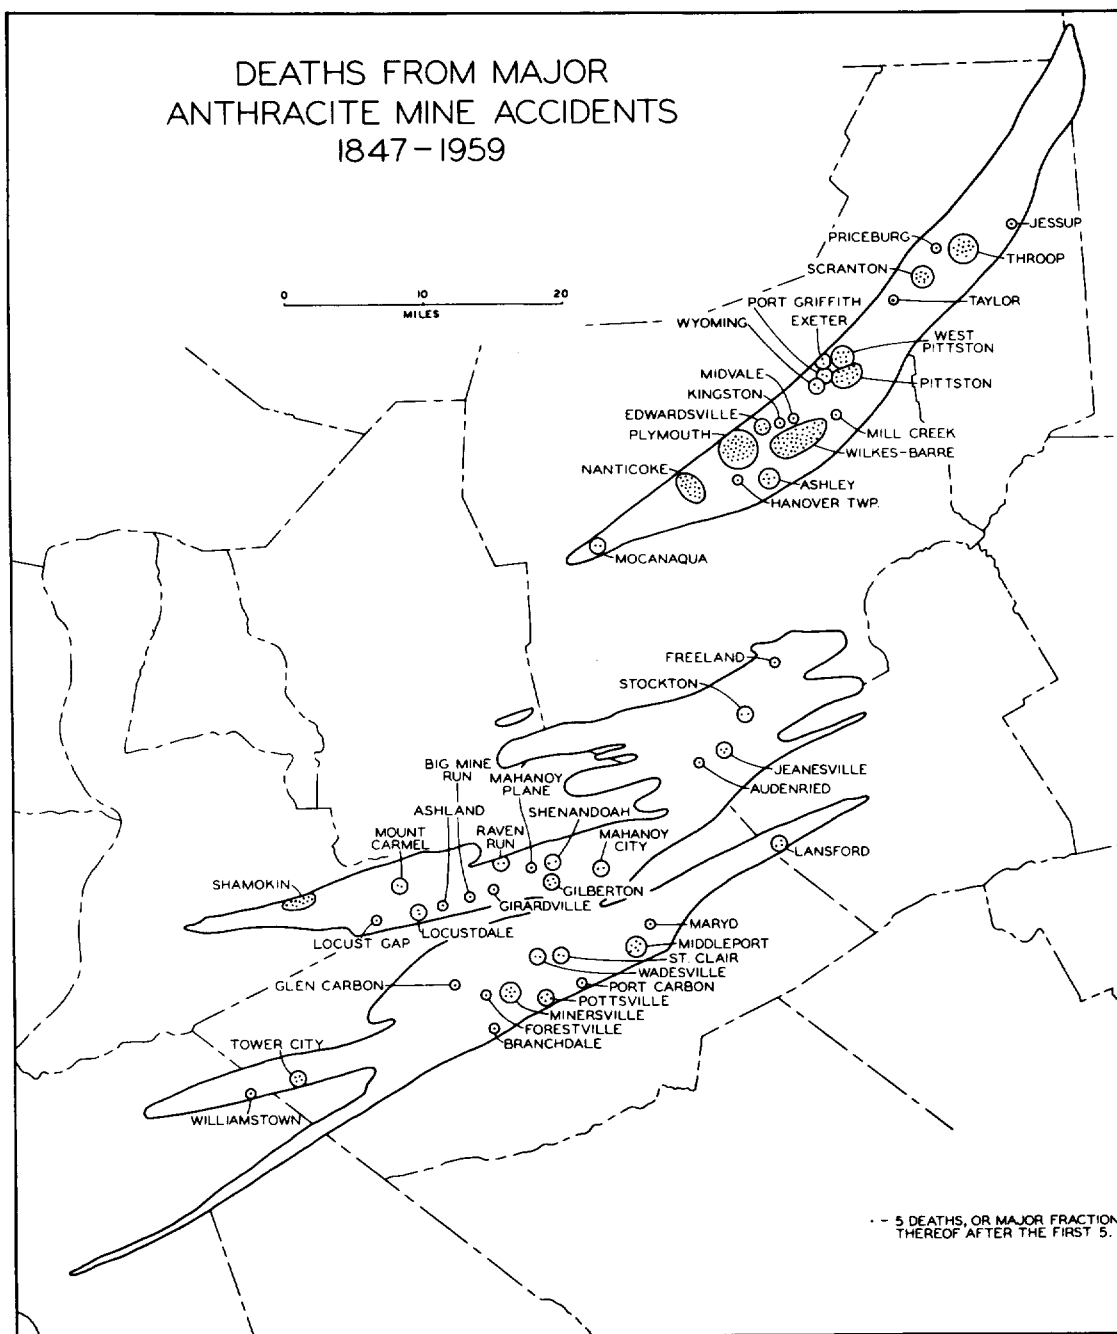 DEATHS FROM MAJOR
ANTHRACITE MINE ACCIDENTS
1847-1959
0 10 20
MILES
JESSUP
PRICEBURG
THROOP
SCRANTON
TAYLOR
PORT GRIFFITH
EXETER
WYOMING
WEST
PITTSTON
PITTSTON
MIDVALE
KINGSTON
EDWARDSVILLE
PLYMOUTH
MILL CREEK
WILKES-BARRE
NANTICOKE
ASHLEY
HANOVER TWP.
MOCANAQUA
FREELAND
STOCKTON
JEANESVILLE
AUDENRIED
BIG MINE
RUN
MAHANOY
PLANE
ASHLAND
SHENANDOAH
MOUNT
CARMEL
RAVEN
RUN
MAHANOY
CITY
LANSFORD
SHAMOKIN
GILBERTON
GIRARDVILLE
LOCUST GAP
LOCUSTDALE
MARYD
MIDDLEPORT
ST. CLAIR
WADESVILLE
GLEN CARBON
PORT CARBON
POTTSVILLE
MINERSVILLE
FORESTVILLE
BRANCHDALE
TOWER CITY
WILLIAMSTOWN
· - 5 DEATHS, OR MAJOR FRACTION
THEREOF AFTER THE FIRST 5.